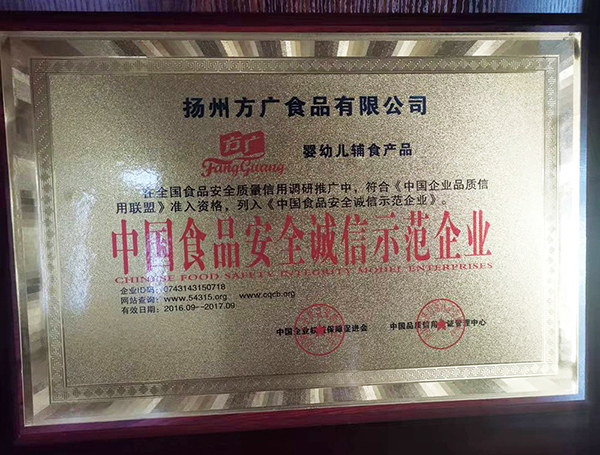 扬州方广食品有限公司
方广
FangGuang
婴幼儿辅食产品
在全国食品安全质量信用调研推广中，符合《中国企业品质信
用联盟》准入资格，列入《中国食品安全诚信示范企业》。
中国食品安全诚信示范企业
CHINESE FOOD SAFETY INTEGRITY MODEL ENTERPRISES
企业ID码：0743143150718
网站查询：www.54315.org www.cqcb.org
有效日期：2016.09--2017.09
中国企业 保障促进会
中国品质信用 证管理中心